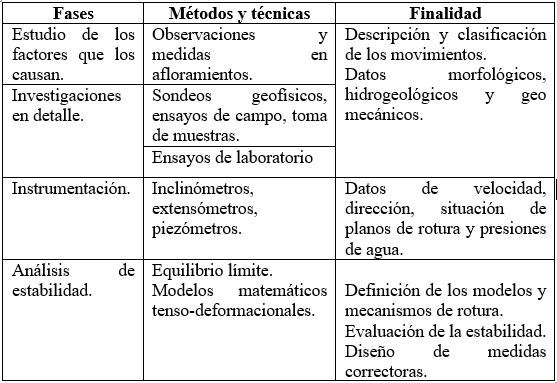 Fases
Métodos y técnicas
Finalidad
Estudio de los
factores que los
causan.
Observaciones y
medidas en
afloramientos.
Descripción y clasificación
de los movimientos.
Datos morfológicos,
hidrogeológicos y geo
mecánicos.
Investigaciones
en detalle.
Sondeos geofísicos,
ensayos de campo, toma
de muestras.
Ensayos de laboratorio
Instrumentación.
Inclinómetros,
extensómetros,
piezómetros.
Datos de velocidad,
dirección, situación de
planos de rotura y presiones
de agua.
Análisis de
estabilidad.
Equilibrio límite.
Modelos matemáticos
tenso-deformacionales.
Definición de los modelos y
mecanismos de rotura.
Evaluación de la estabilidad.
Diseño de medidas
correctoras.